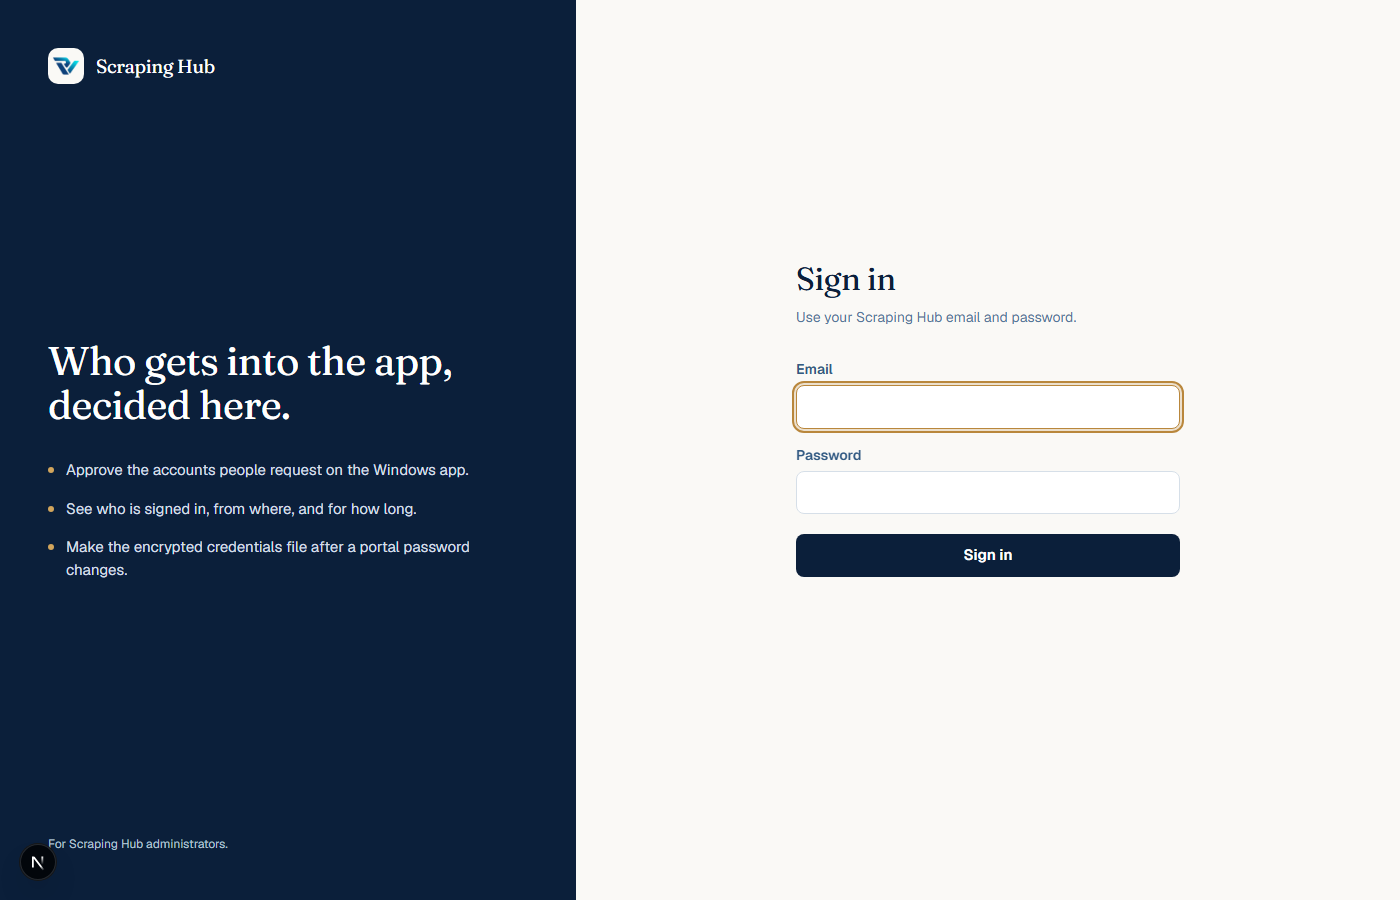 Scraping Hub
Who gets into the app,
decided here.
Approve the accounts people request on the Windows app.
See who is signed in, from where, and for how long.
Make the encrypted credentials file after a portal password
changes.
For Scraping Hub administrators.
N
Sign in
Use your Scraping Hub email and password.
Email
Password
Sign in